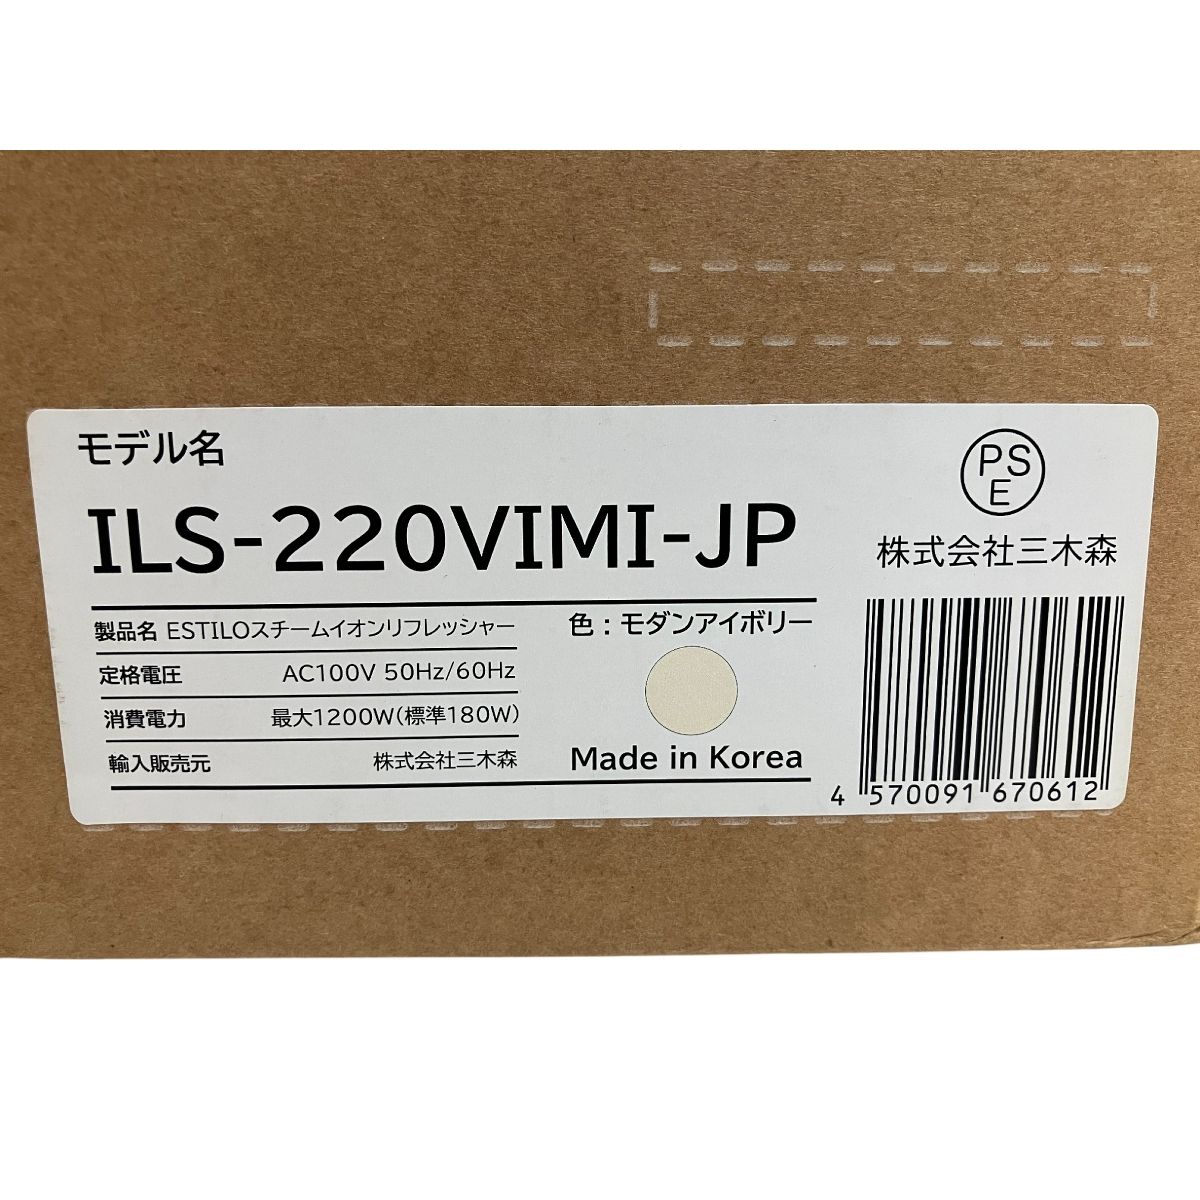 モデル名
ILS-220VIMI-JP
製品名 ESTILOスチームイオンリフレッシャー
定格電圧 AC100V 50Hz/60Hz
消費電力 最大1200W(標準180W)
輸入販売元 株式会社三木森
色：モダンアイボリー
Made in Korea
PS
E
株式会社三木森
4 570091 670612